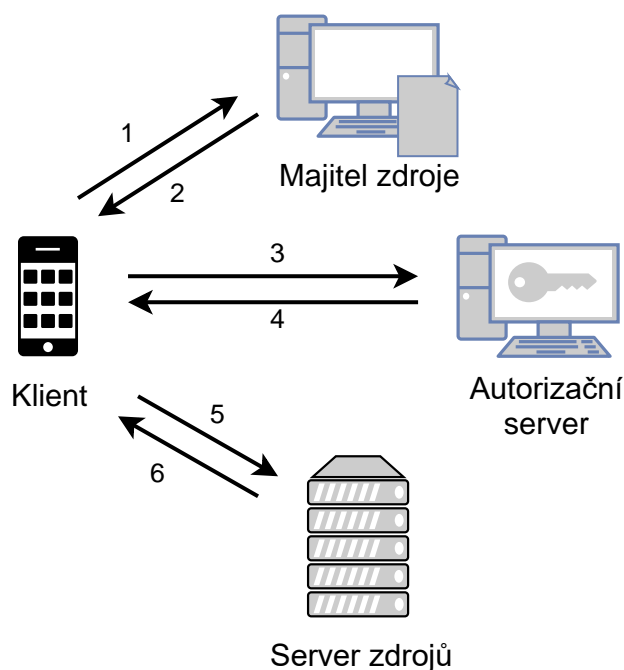 Majitel zdroje
1
2
3
4
Klient
Autorizační
server
5
6
Server zdrojů